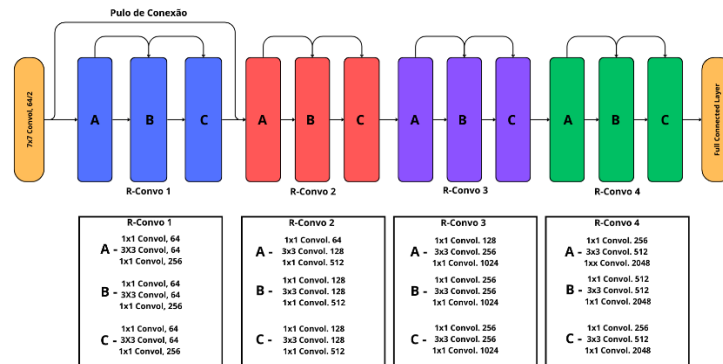 Pulo de Conexão
7x7 Convol, 64/2
A
B
C
A
B
C
A
B
C
A
B
C
Full Connected Layer
R-Convo 1
R-Convo 2
R-Convo 3
R-Convo 4
R-Convo 1
A -
1x1 Convol, 64
3X3 Convol, 64
1x1 Convol, 256
B -
1x1 Convol, 64
3X3 Convol, 64
1x1 Convol, 256
C -
1x1 Convol, 64
3X3 Convol, 64
1x1 Convol, 256
R-Convo 2
A -
1x1 Convol. 64
3x3 Convol. 128
1x1 Convol. 512
B -
1x1 Convol. 128
3x3 Convol. 128
1x1 Convol. 512
C -
1x1 Convol. 128
3x3 Convol. 128
1x1 Convol. 512
R-Convo 3
A -
1x1 Convol. 128
3x3 Convol. 256
1x1 Convol. 1024
B -
1x1 Convol. 256
3x3 Convol. 256
1x1 Convol. 1024
C -
1x1 Convol. 256
3x3 Convol. 256
1x1 Convol. 1024
R-Convo 4
A -
1x1 Convol. 256
3x3 Convol. 512
1xx Convol. 2048
B -
1x1 Convol. 512
3x3 Convol. 512
1x1 Convol. 2048
C -
1x1 Convol. 256
3x3 Convol. 512
1x1 Convol. 2048